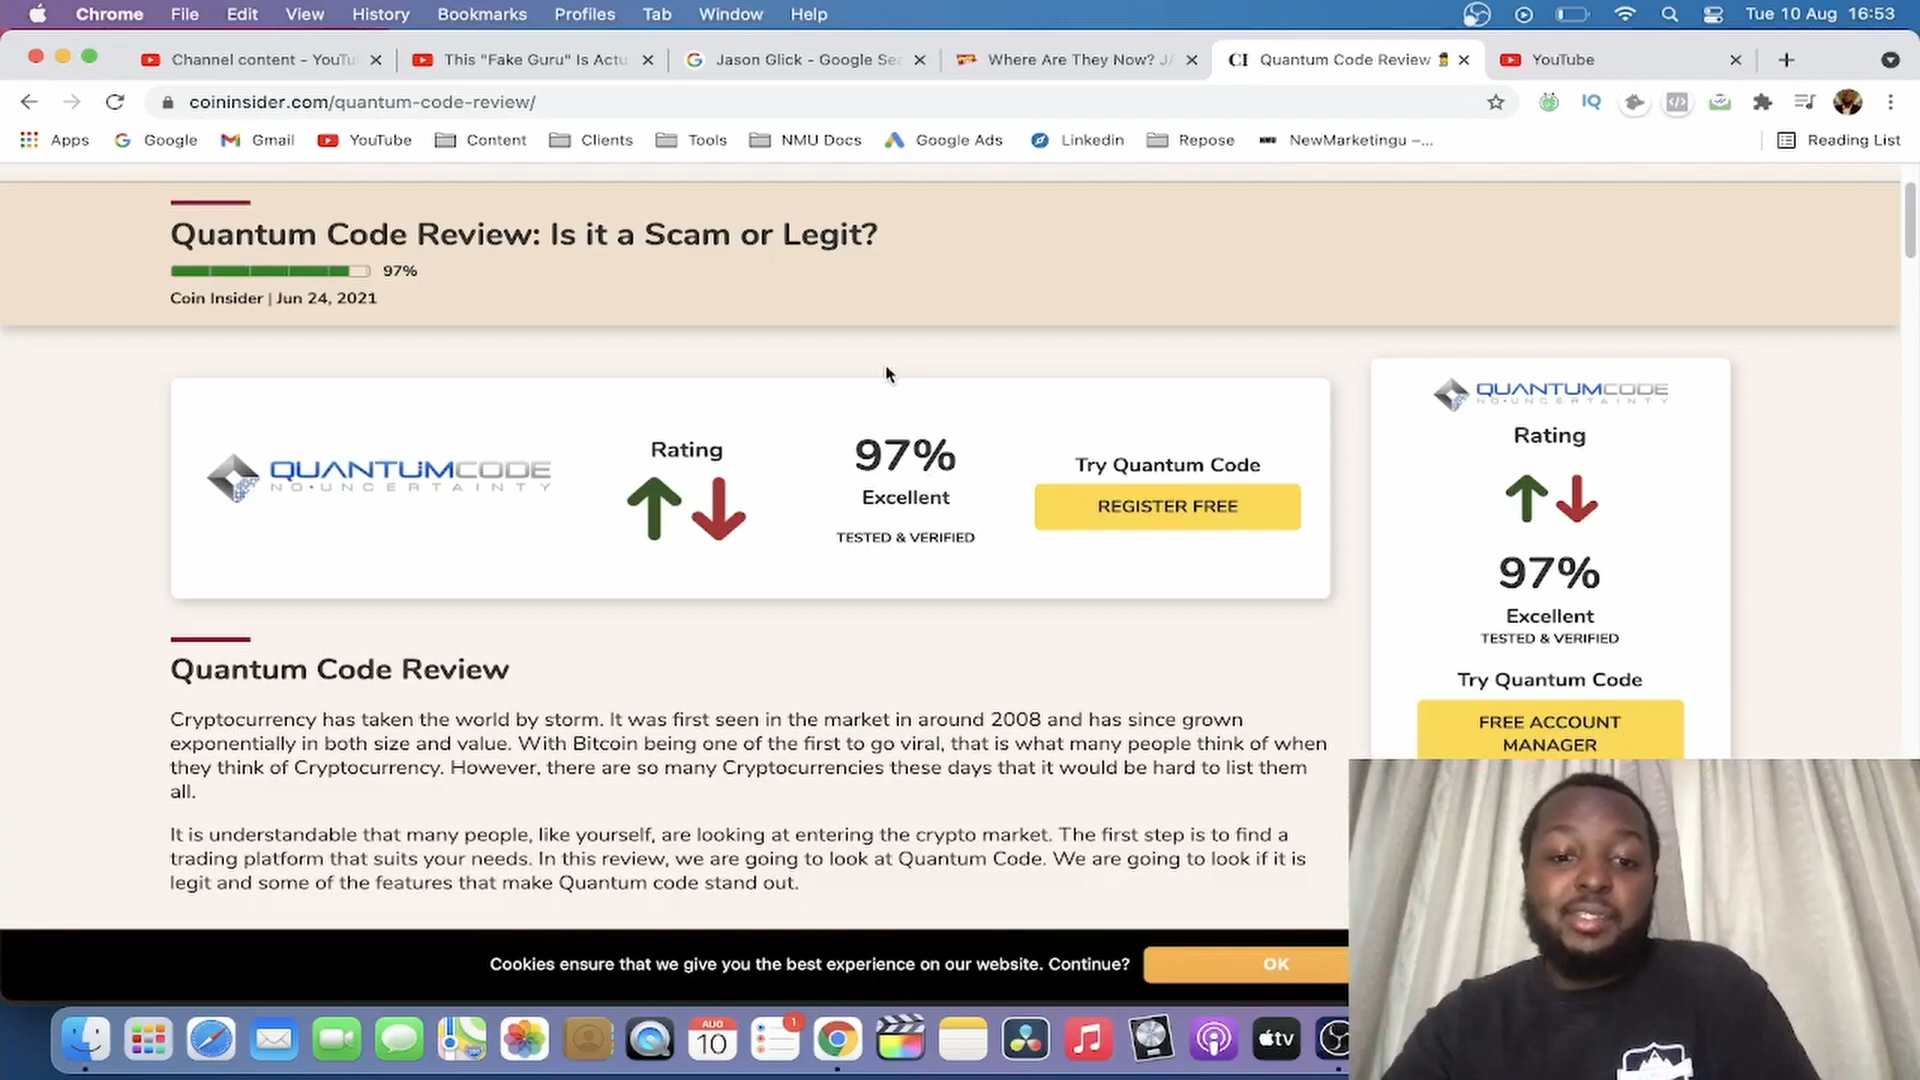 Chrome File Edit View History Bookmarks Profiles Tab Window Help Tue 10 Aug 16:53
Channel content - YouTu This "Fake Guru" Is Actu Jason Glick - Google Sea Where Are They Now? JA CI Quantum Code Review YouTube
coininsider.com/quantum-code-review/ IQ
Apps Google Gmail YouTube Content Clients Tools NMU Docs Google Ads Linkedin Repose NewMarketingu –... Reading List
Quantum Code Review: Is it a Scam or Legit?
97%
Coin Insider | Jun 24, 2021
QUANTUMCODE
NO•UNCERTAINTY
Rating
97%
Excellent
TESTED & VERIFIED
Try Quantum Code
REGISTER FREE
QUANTUMCODE
NO•UNCERTAINTY
Rating
97%
Excellent
TESTED & VERIFIED
Try Quantum Code
FREE ACCOUNT
MANAGER
Quantum Code Review
Cryptocurrency has taken the world by storm. It was first seen in the market in around 2008 and has since grown
exponentially in both size and value. With Bitcoin being one of the first to go viral, that is what many people think of when
they think of Cryptocurrency. However, there are so many Cryptocurrencies these days that it would be hard to list them
all.
It is understandable that many people, like yourself, are looking at entering the crypto market. The first step is to find a
trading platform that suits your needs. In this review, we are going to look at Quantum Code. We are going to look if it is
legit and some of the features that make Quantum code stand out.
Cookies ensure that we give you the best experience on our website. Continue? OK
AUG
10
1
tv